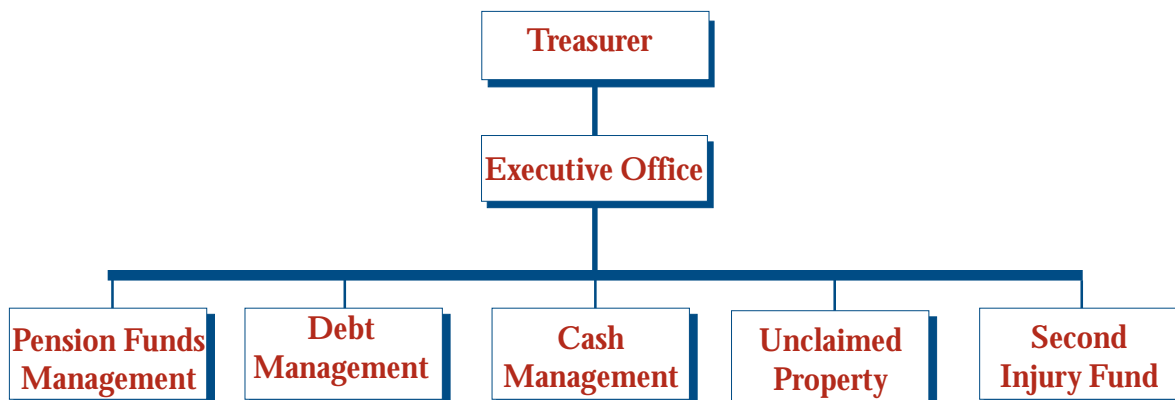 Treasurer
Executive Office
Pension Funds
Management
Debt
Management
Cash
Management
Unclaimed
Property
Second
Injury Fund